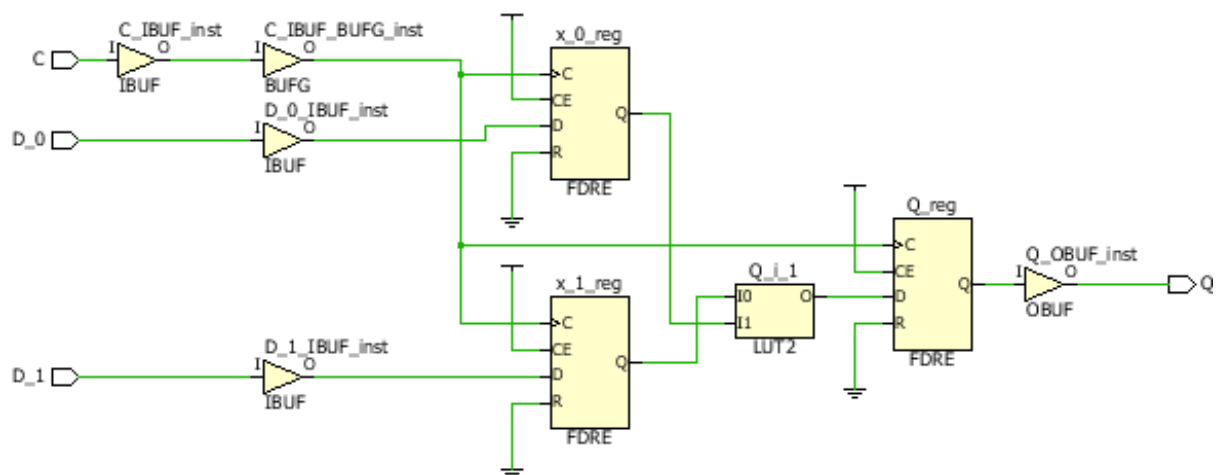 C_IBUF_inst
C_IBUF_BUFG_inst
x_0_reg
C
I
O
IBUF
I
O
BUFG
C
CE
D
R
Q
FDRE
D_0_IBUF_inst
D_0
I
O
IBUF
x_1_reg
C
CE
D
R
Q
FDRE
D_1_IBUF_inst
D_1
I
O
IBUF
Q_i_1
I0
I1
O
LUT2
Q_reg
C
CE
D
R
Q
FDRE
Q_OBUF_inst
I
O
OBUF
Q